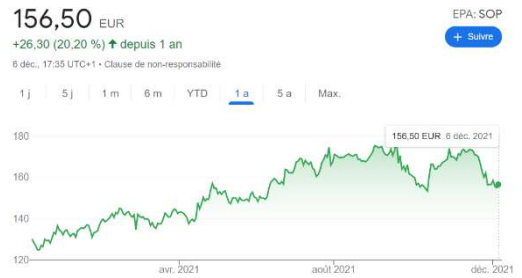 156,50 EUR
EPA: SOP
+26,30 (20,20 %) ↑ depuis 1 an
+ Suivre
6 déc., 17:35 UTC+1 • Clause de non-responsabilité
1 j 5 j 1 m 6 m YTD 1 a 5 a Max.
156,50 EUR 6 déc. 2021
180
160
140
120
avr. 2021 août 2021 déc. 2021